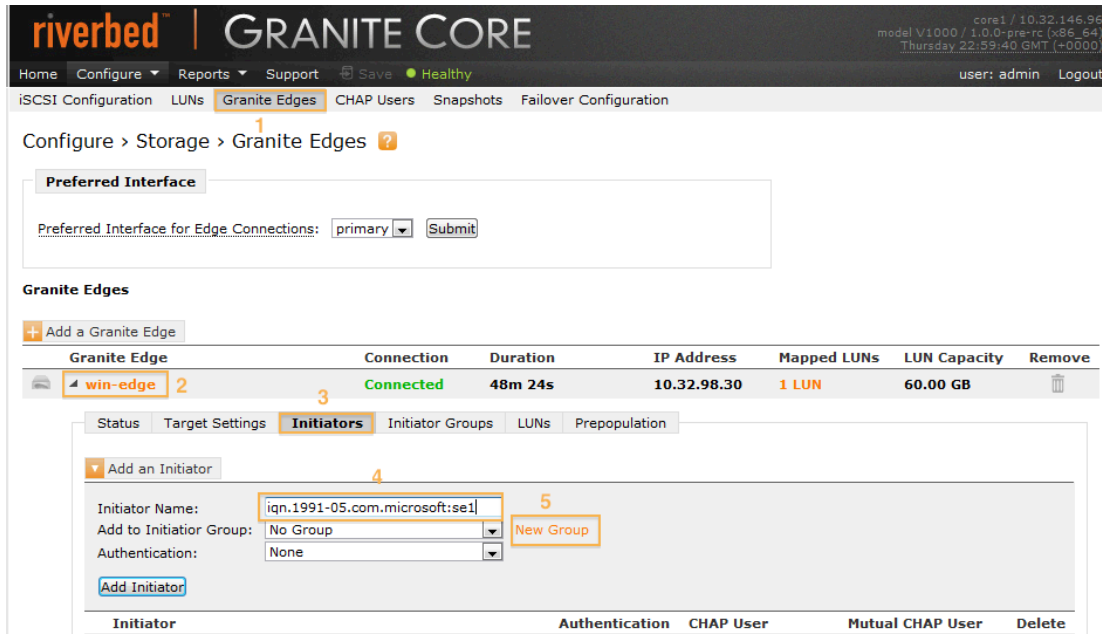 riverbed™ | GRANITE CORE
core1 / 10.32.146.96
model V1000 / 1.0.0-pre-rc (x86_64)
Thursday 22:59:40 GMT (+0000)
Home Configure Reports Support Save Healthy user: admin Logout
iSCSI Configuration LUNs Granite Edges CHAP Users Snapshots Failover Configuration
1
Configure > Storage > Granite Edges ?
Preferred Interface
Preferred Interface for Edge Connections: primary Submit
Granite Edges
+ Add a Granite Edge
Granite Edge Connection Duration IP Address Mapped LUNs LUN Capacity Remove
win-edge 2 Connected 48m 24s 10.32.98.30 1 LUN 60.00 GB
3
Status Target Settings Initiators Initiator Groups LUNs Prepopulation
Add an Initiator
4
Initiator Name: iqn.1991-05.com.microsoft:se1 5
Add to Initiatior Group: No Group New Group
Authentication: None
Add Initiator
Initiator Authentication CHAP User Mutual CHAP User Delete